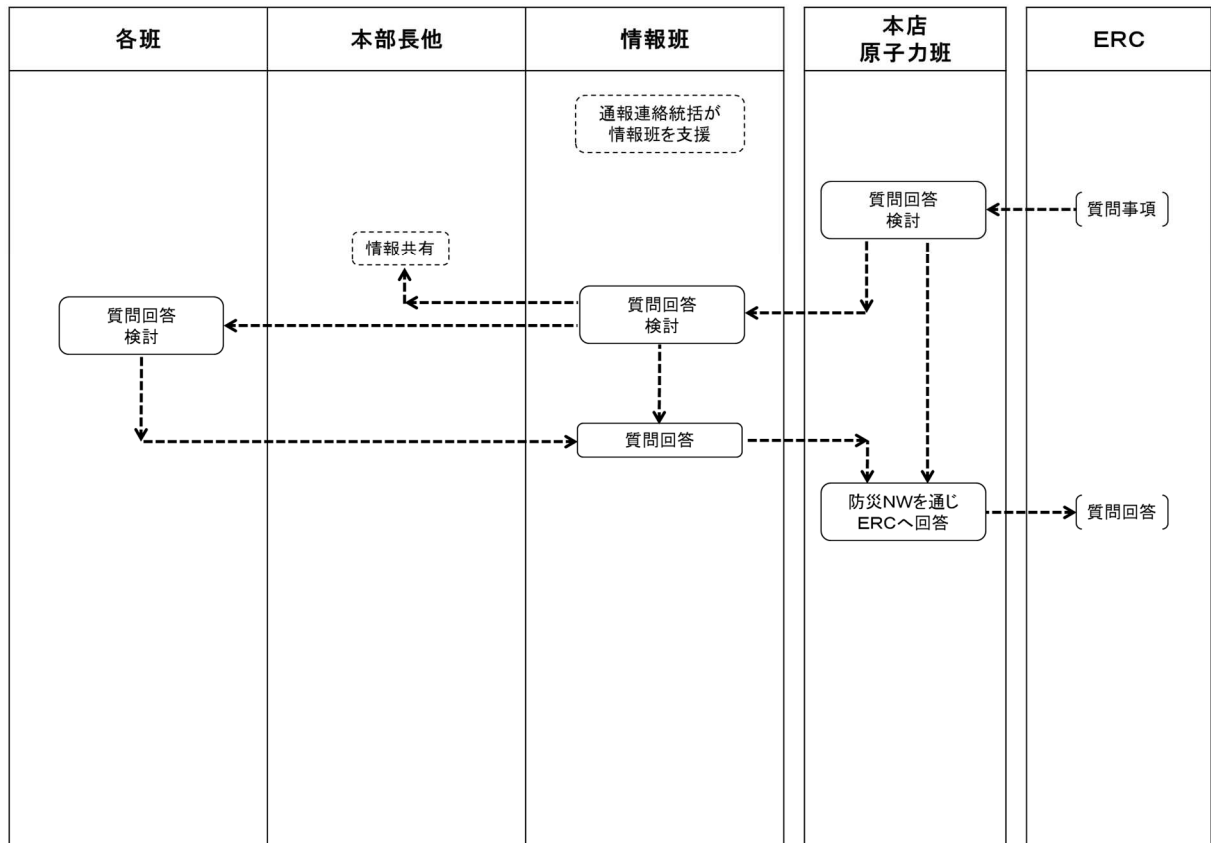 各班
本部長他
情報班
本店
原子力班
ERC
通報連絡統括が
情報班を支援
質問回答
検討
質問事項
情報共有
質問回答
検討
質問回答
検討
質問回答
防災NWを通じ
ERCへ回答
質問回答